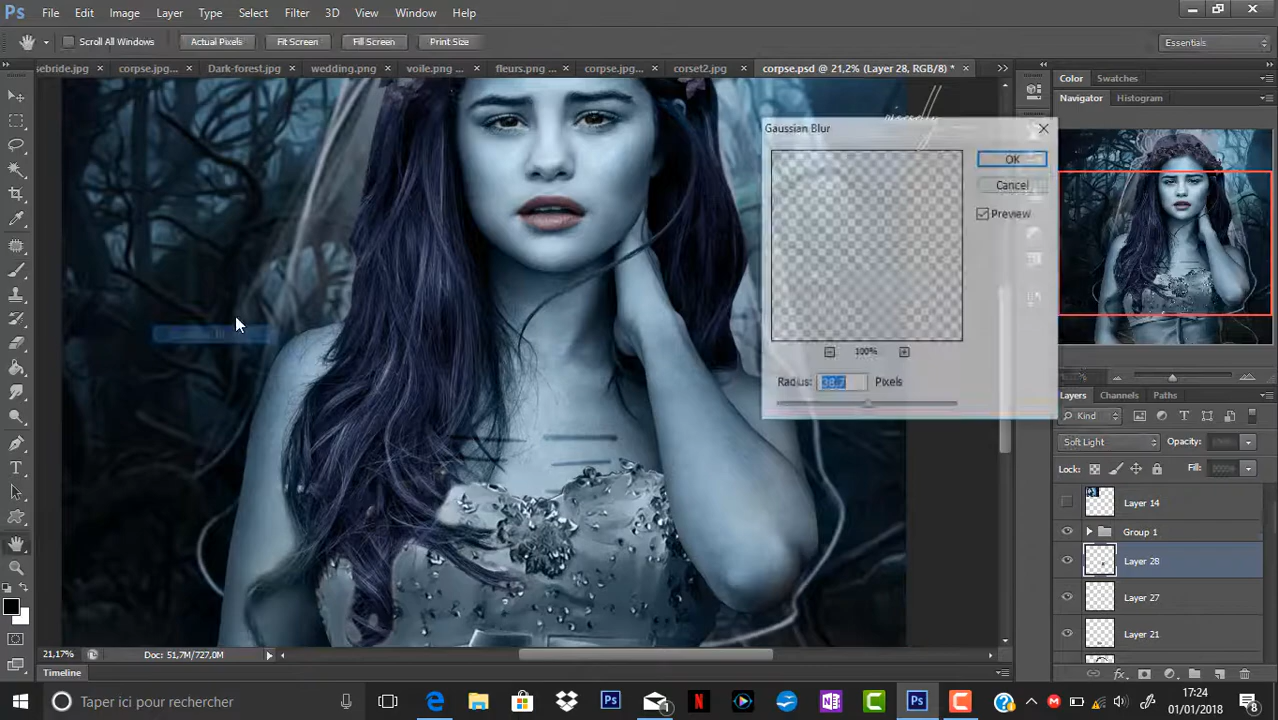 Ps File Edit Image Layer Type Select Filter 3D View Window Help
Scroll All Windows Actual Pixels Fit Screen Fill Screen Print Size Essentials
sebride.jpg corpse.jpg... Dark-forest.jpg wedding.png voile.png ... fleurs.png ... corpse.jpg... corset2.jpg corpse.psd @ 21,2% (Layer 28, RGB/8) *
Color Swatches
Navigator Histogram
Gaussian Blur
OK
Cancel
Preview
100%
Radius: 38,7 Pixels
Layers Channels Paths
Kind
Soft Light Opacity:
Lock: Fill:
Layer 14
Group 1
Layer 28
Layer 27
Layer 21
21,17% Doc: 51,7M/727,0M
Timeline
Taper ici pour rechercher
17:24
01/01/2018